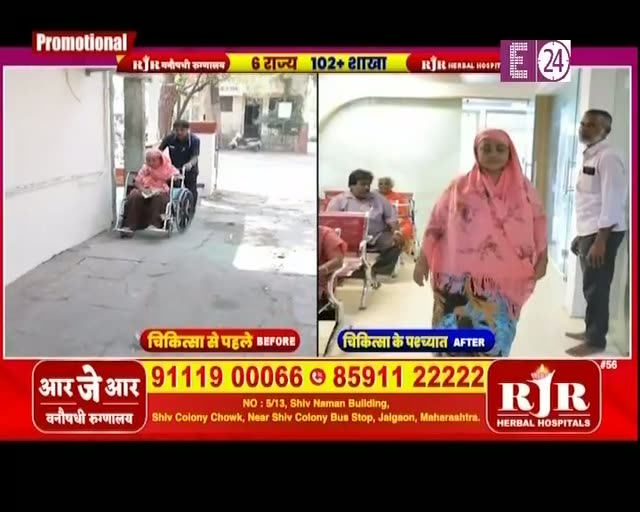 Promotional
RJR वनौषधी रुग्णालय
6 राज्य 102+ शाखा
RJR HERBAL HOSPITALS
E 24
चिकित्सा से पहले BEFORE
चिकित्सा के पश्च्यात AFTER
आर जे आर
वनौषधी रुग्णालय
91119 00066 85911 22222
NO : 5/13, Shiv Naman Building,
Shiv Colony Chowk, Near Shiv Colony Bus Stop, Jalgaon, Maharashtra.
#56
RJR
HERBAL HOSPITALS